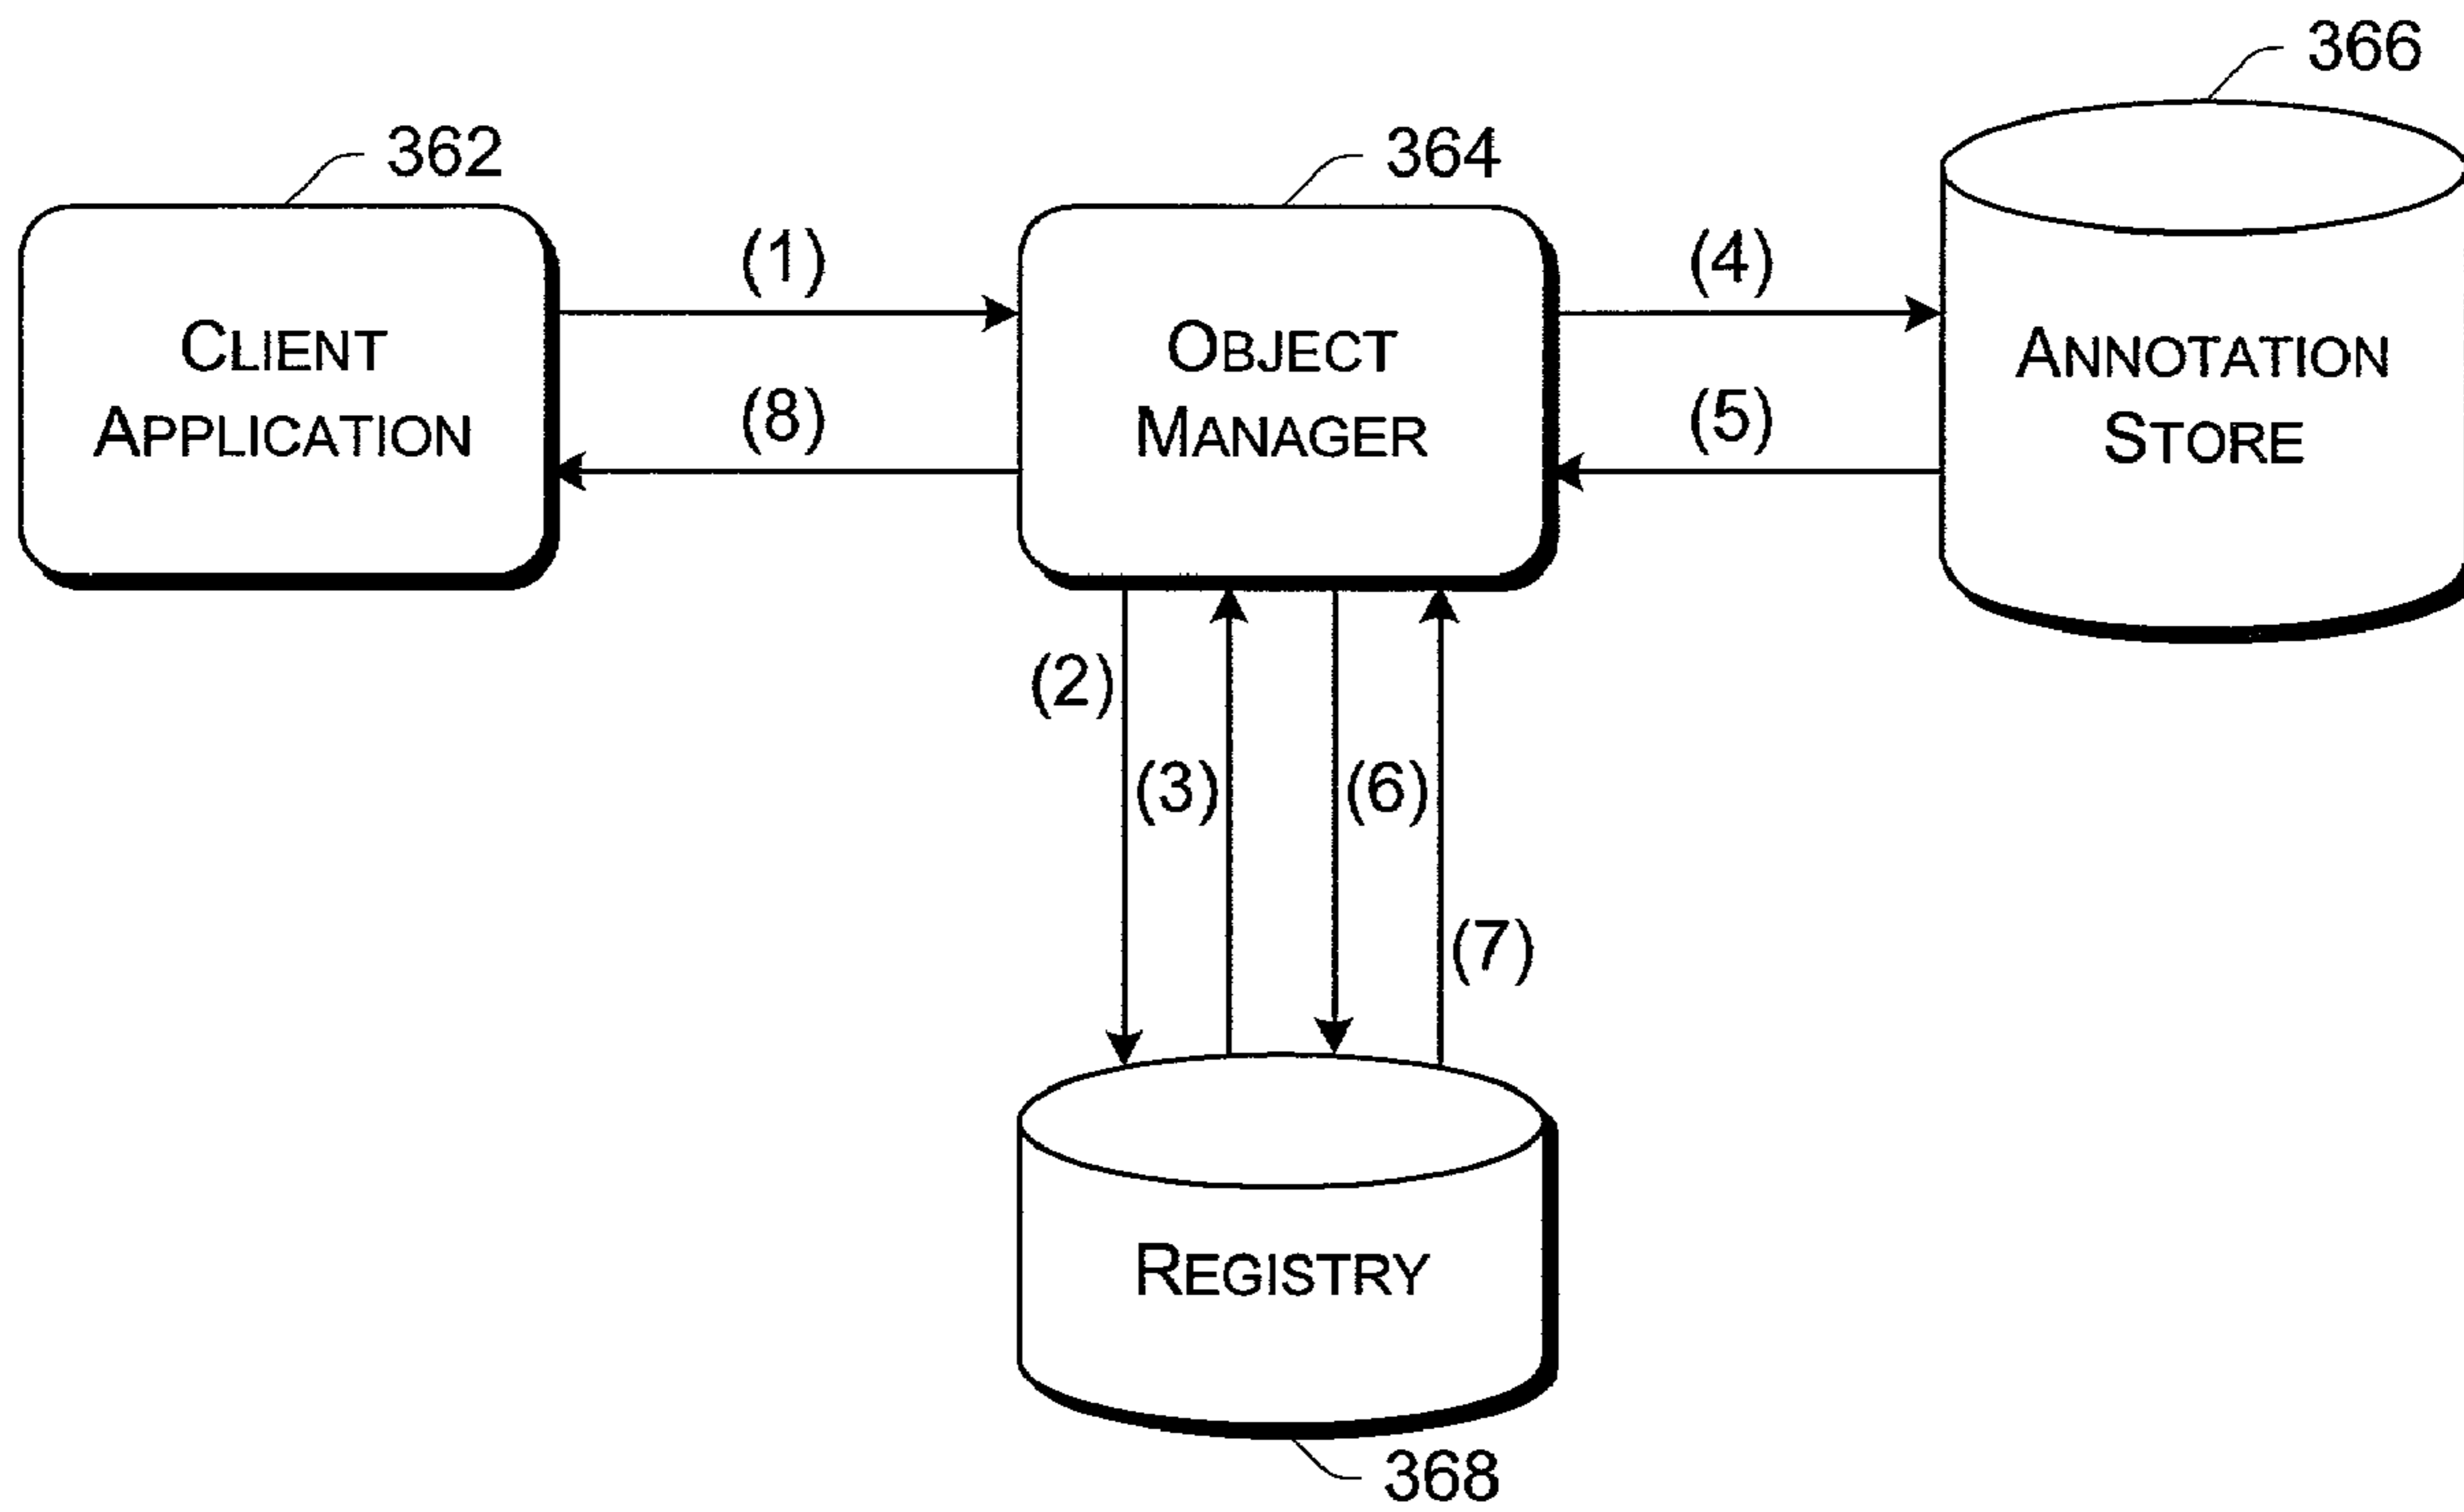 366
362
364
(1)
(4)
CLIENT
APPLICATION
OBJECT
MANAGER
ANNOTATION
STORE
(8)
(5)
(2)
(3)
(6)
(7)
REGISTRY
368